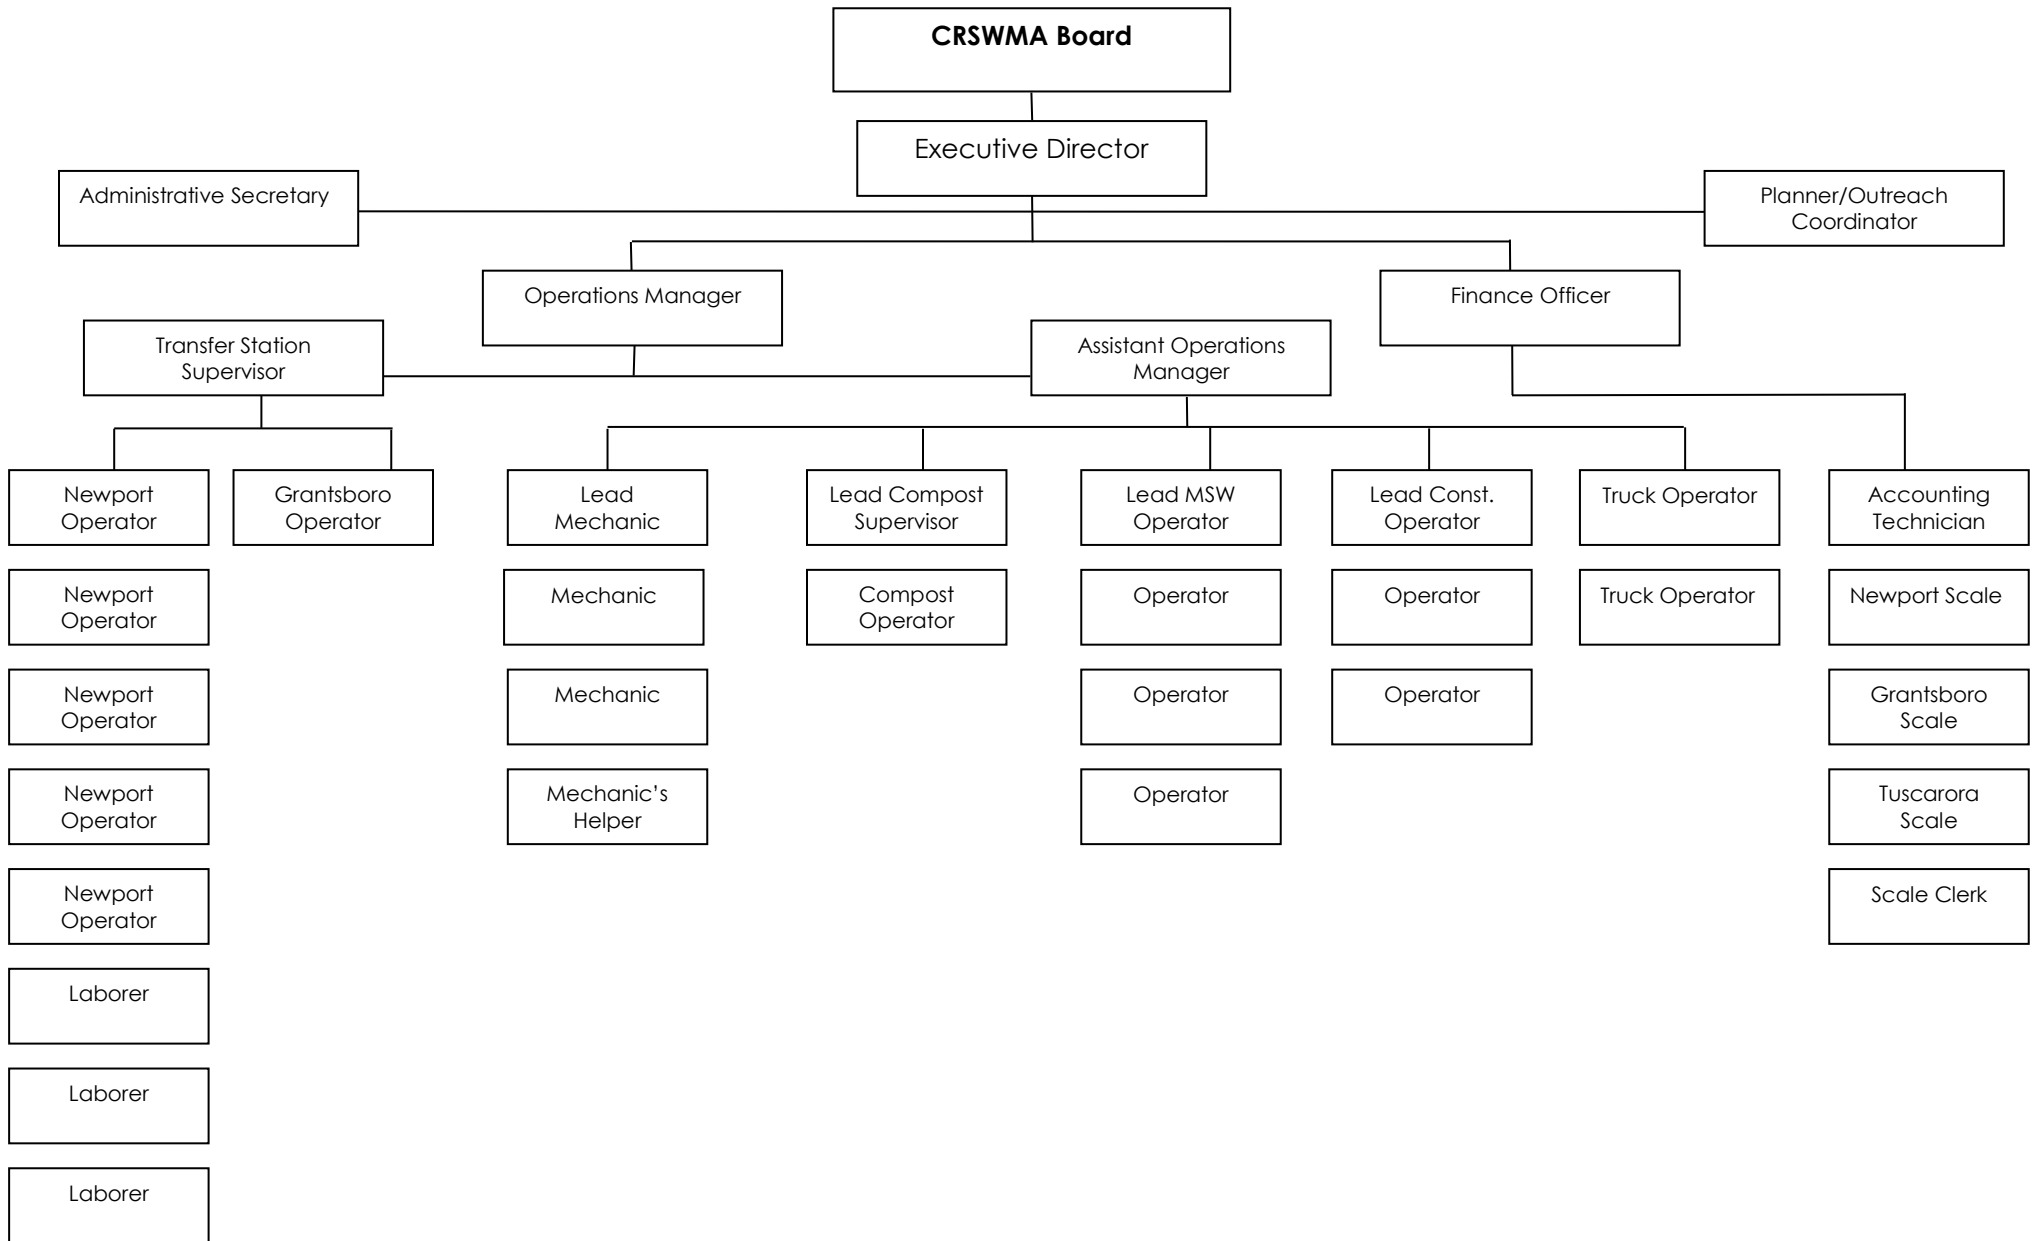 CRSWMA Board
Executive Director
Administrative Secretary
Planner/Outreach
Coordinator
Operations Manager
Finance Officer
Transfer Station
Supervisor
Assistant Operations
Manager
Newport
Operator
Grantsboro
Operator
Lead
Mechanic
Lead Compost
Supervisor
Lead MSW
Operator
Lead Const.
Operator
Truck Operator
Accounting
Technician
Newport
Operator
Mechanic
Compost
Operator
Operator
Operator
Truck Operator
Newport Scale
Newport
Operator
Mechanic
Operator
Operator
Grantsboro
Scale
Newport
Operator
Mechanic’s
Helper
Operator
Tuscarora
Scale
Newport
Operator
Scale Clerk
Laborer
Laborer
Laborer